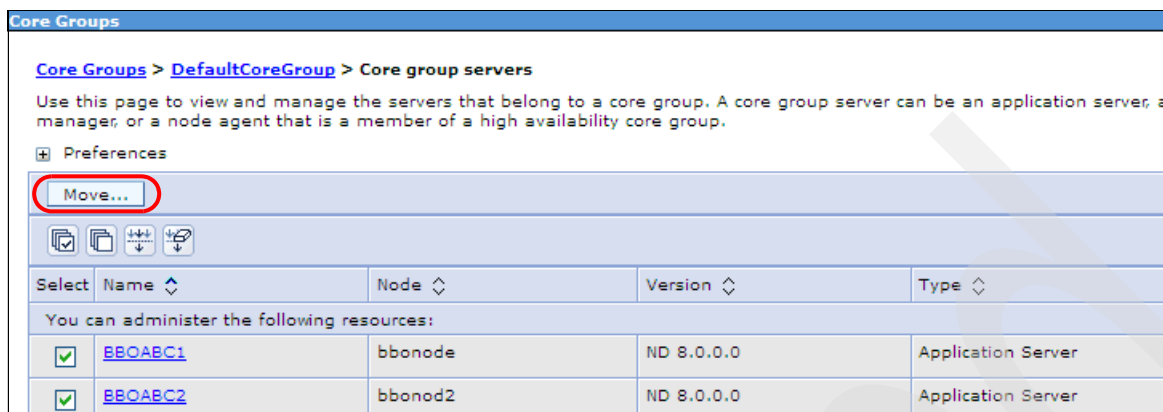 Core Groups
Core Groups > DefaultCoreGroup > Core group servers
Use this page to view and manage the servers that belong to a core group. A core group server can be an application server, a
manager, or a node agent that is a member of a high availability core group.
Preferences
Move...
Select Name Node Version Type
You can administer the following resources:
BBOABC1 bbonode ND 8.0.0.0 Application Server
BBOABC2 bbonod2 ND 8.0.0.0 Application Server